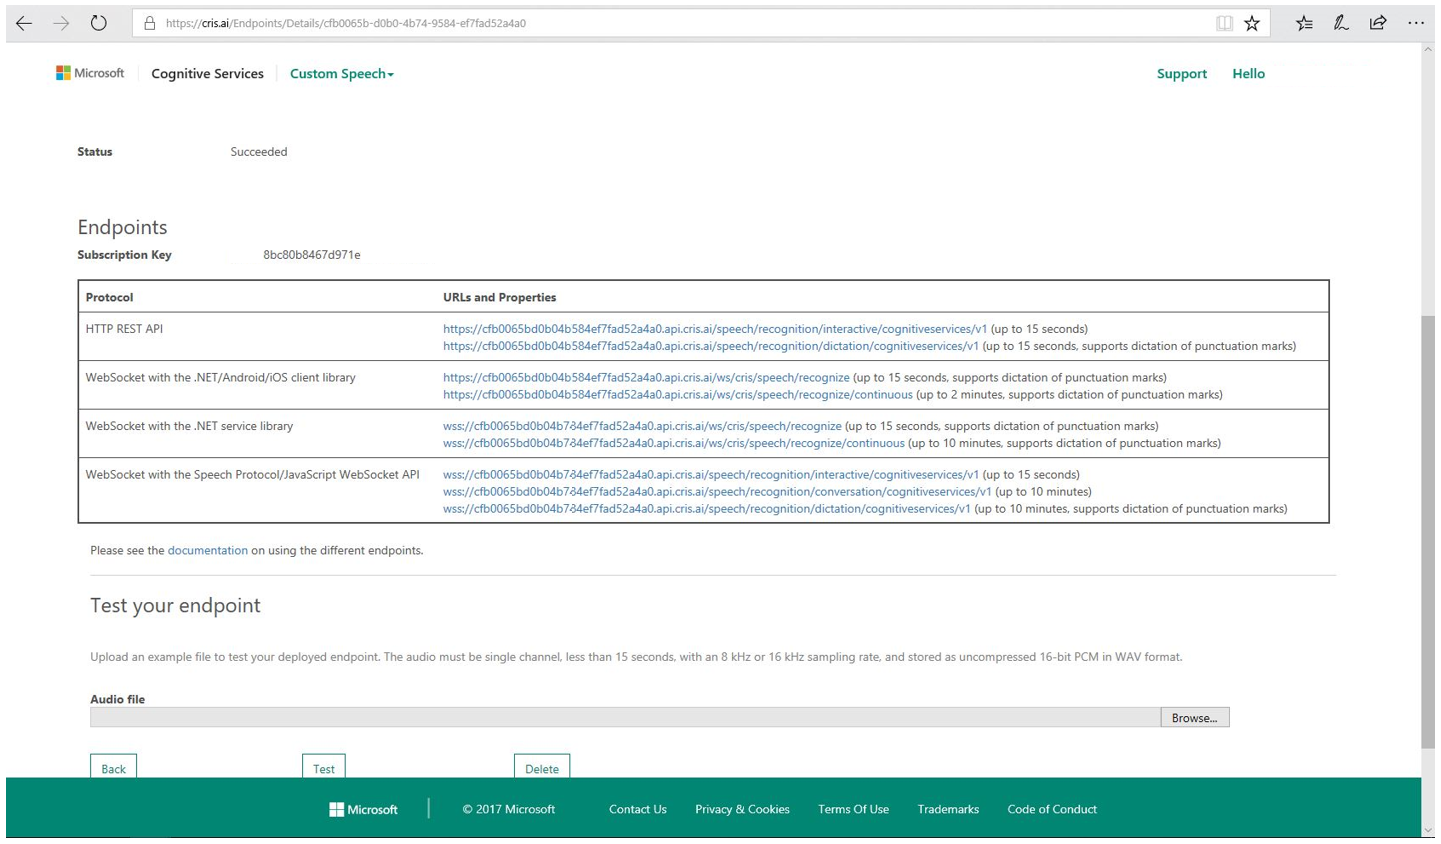 https://cris.ai/Endpoints/Details/cfb0065b-d0b0-4b74-9584-ef7fad52a4a0
Microsoft Cognitive Services Custom Speech Support Hello
Status Succeeded
Endpoints
Subscription Key 8bc80b8467d971e
Protocol URLs and Properties
HTTP REST API https://cfb0065bd0b04b584ef7fad52a4a0.api.cris.ai/speech/recognition/interactive/cognitiveservices/v1 (up to 15 seconds)
https://cfb0065bd0b04b584ef7fad52a4a0.api.cris.ai/speech/recognition/dictation/cognitiveservices/v1 (up to 15 seconds, supports dictation of punctuation marks)
WebSocket with the .NET/Android/iOS client library https://cfb0065bd0b04b584ef7fad52a4a0.api.cris.ai/ws/cris/speech/recognize (up to 15 seconds, supports dictation of punctuation marks)
https://cfb0065bd0b04b584ef7fad52a4a0.api.cris.ai/ws/cris/speech/recognize/continuous (up to 2 minutes, supports dictation of punctuation marks)
WebSocket with the .NET service library wss://cfb0065bd0b04b784ef7fad52a4a0.api.cris.ai/ws/cris/speech/recognize (up to 15 seconds, supports dictation of punctuation marks)
wss://cfb0065bd0b04b784ef7fad52a4a0.api.cris.ai/ws/cris/speech/recognize/continuous (up to 10 minutes, supports dictation of punctuation marks)
WebSocket with the Speech Protocol/JavaScript WebSocket API wss://cfb0065bd0b04b784ef7fad52a4a0.api.cris.ai/speech/recognition/interactive/cognitiveservices/v1 (up to 15 seconds)
wss://cfb0065bd0b04b784ef7fad52a4a0.api.cris.ai/speech/recognition/conversation/cognitiveservices/v1 (up to 10 minutes)
wss://cfb0065bd0b04b784ef7fad52a4a0.api.cris.ai/speech/recognition/dictation/cognitiveservices/v1 (up to 10 minutes, supports dictation of punctuation marks)
Please see the documentation on using the different endpoints.
Test your endpoint
Upload an example file to test your deployed endpoint. The audio must be single channel, less than 15 seconds, with an 8 kHz or 16 kHz sampling rate, and stored as uncompressed 16-bit PCM in WAV format.
Audio file
Browse...
Back Test Delete
Microsoft © 2017 Microsoft Contact Us Privacy & Cookies Terms Of Use Trademarks Code of Conduct